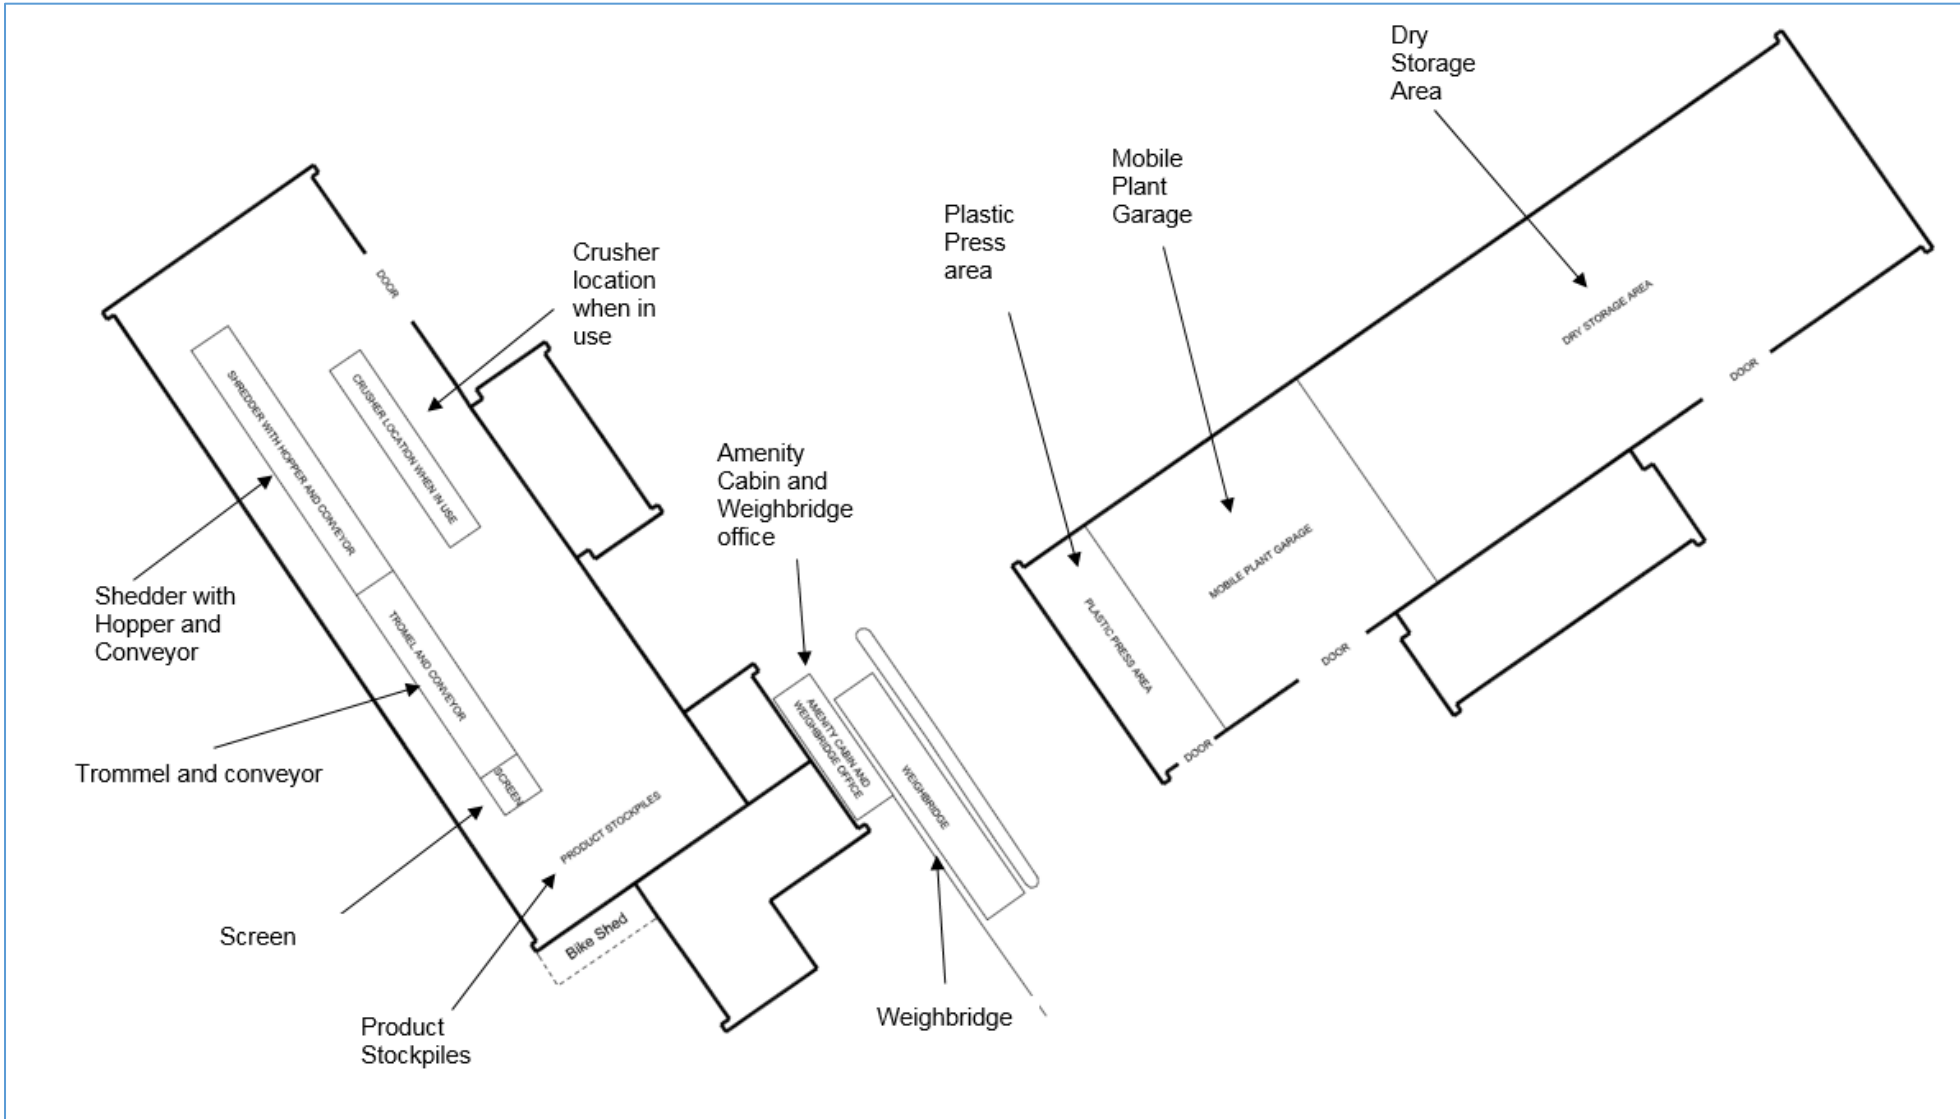 Dry
Storage
Area
Mobile
Plant
Garage
Plastic
Press
area
Crusher
location
when in
use
DOOR
DRY STORAGE AREA
DOOR
SHREDDER WITH HOPPER AND CONVEYOR
CRUSHER LOCATION WHEN IN USE
Amenity
Cabin and
Weighbridge
office
MOBILE PLANT GARAGE
PLASTIC PRESS AREA
DOOR
DOOR
Shedder with
Hopper and
Conveyor
TROMEL AND CONVEYOR
AMENITY CABIN AND
WEIGHBRIDGE OFFICE
WEIGHBRIDGE
Trommel and conveyor
SCREEN
PRODUCT STOCKPILES
Screen
Bike Shed
Product
Stockpiles
Weighbridge